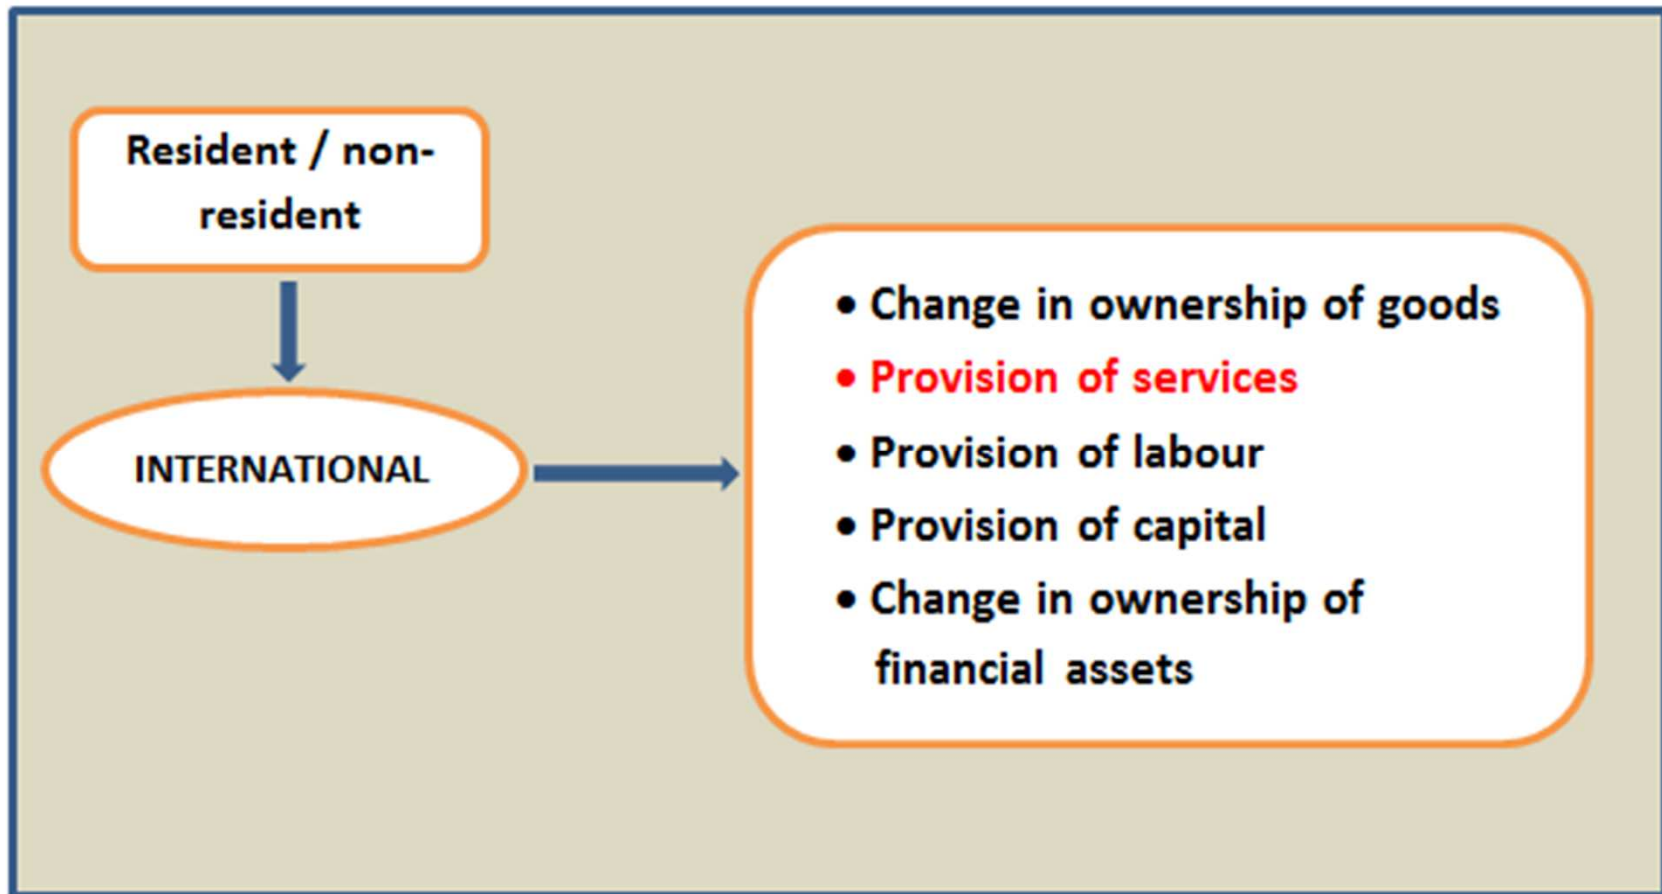 Resident / non-
resident
INTERNATIONAL
• Change in ownership of goods
• Provision of services
• Provision of labour
• Provision of capital
• Change in ownership of
financial assets